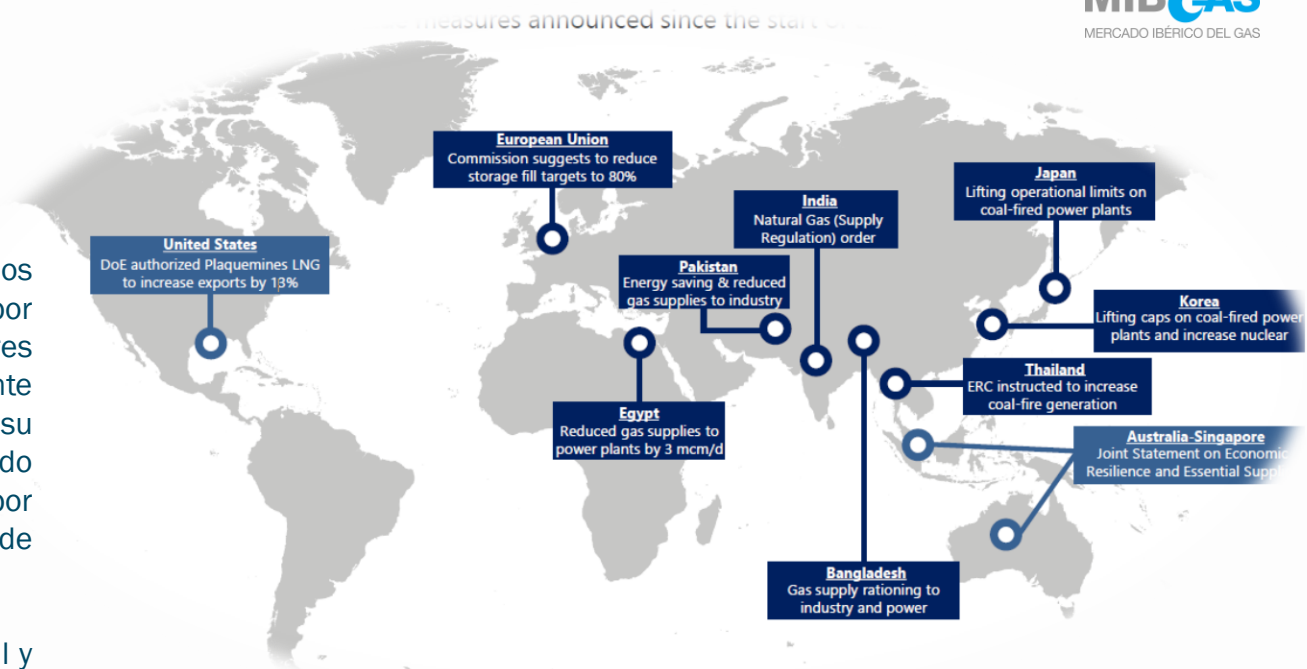 measures announced since the start
MIBGAS
MERCADO IBÉRICO DEL GAS
European Union
Commission suggests to reduce
storage fill targets to 80%
Japan
Lifting operational limits on
coal-fired power plants
India
Natural Gas (Supply
Regulation) order
United States
DoE authorized Plaquemines LNG
to increase exports by 13%
Pakistan
Energy saving & reduced
gas supplies to industry
Korea
Lifting caps on coal-fired power
plants and increase nuclear
Thailand
ERC instructed to increase
coal-fire generation
Egypt
Reduced gas supplies to
power plants by 3 mcm/d
Australia-Singapore
Joint Statement on Economic
Resilience and Essential
Bangladesh
Gas supply rationing to
industry and power
os
por
res
nte
su
do
por
de
l y